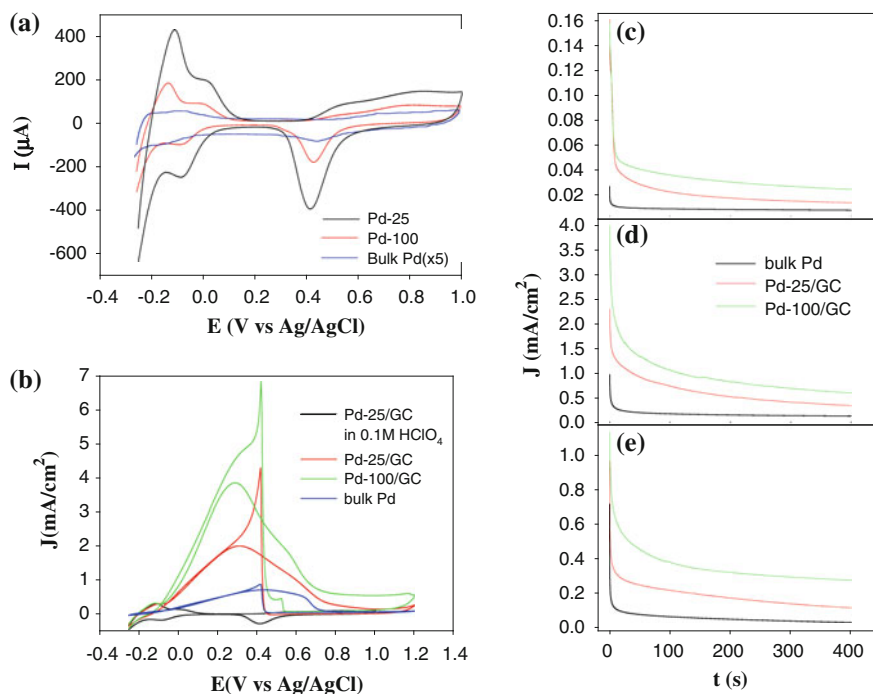 (a)
400
200
0
-200
-400
-600
I (μA)
Pd-25
Pd-100
Bulk Pd(x5)
-0.4 -0.2 0.0 0.2 0.4 0.6 0.8 1.0
E (V vs Ag/AgCl)
(b)
7
6
5
4
3
2
1
0
J(mA/cm²)
Pd-25/GC
in 0.1M HClO₄
Pd-25/GC
Pd-100/GC
bulk Pd
-0.4 -0.2 0.0 0.2 0.4 0.6 0.8 1.0 1.2 1.4
E(V vs Ag/AgCl)
(c)
0.16
0.14
0.12
0.10
0.08
0.06
0.04
0.02
(d)
4.0
3.5
3.0
2.5
2.0
1.5
1.0
0.5
0.0
J (mA/cm²)
bulk Pd
Pd-25/GC
Pd-100/GC
(e)
1.0
0.8
0.6
0.4
0.2
0.0
0 100 200 300 400
t (s)